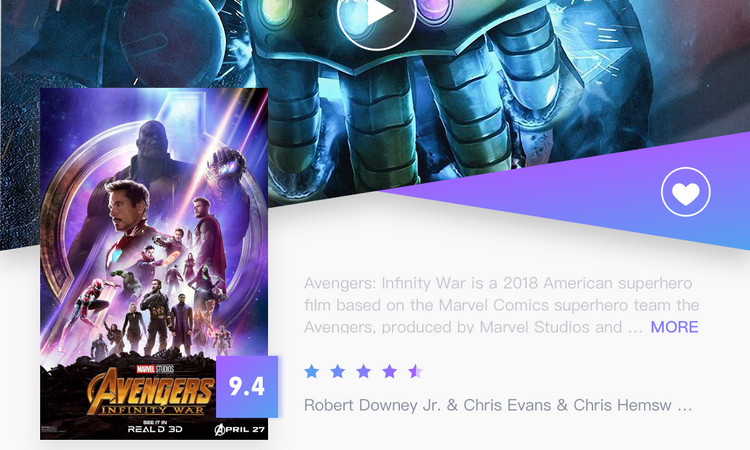 Avengers: Infinity War is a 2018 American superhero
film based on the Marvel Comics superhero team the
Avengers, produced by Marvel Studios and ... MORE
MARVEL STUDIOS
AVENGERS
INFINITY WAR
9.4
SEE IT IN
REAL D 3D
APRIL 27
Robert Downey Jr. & Chris Evans & Chris Hemsw ...